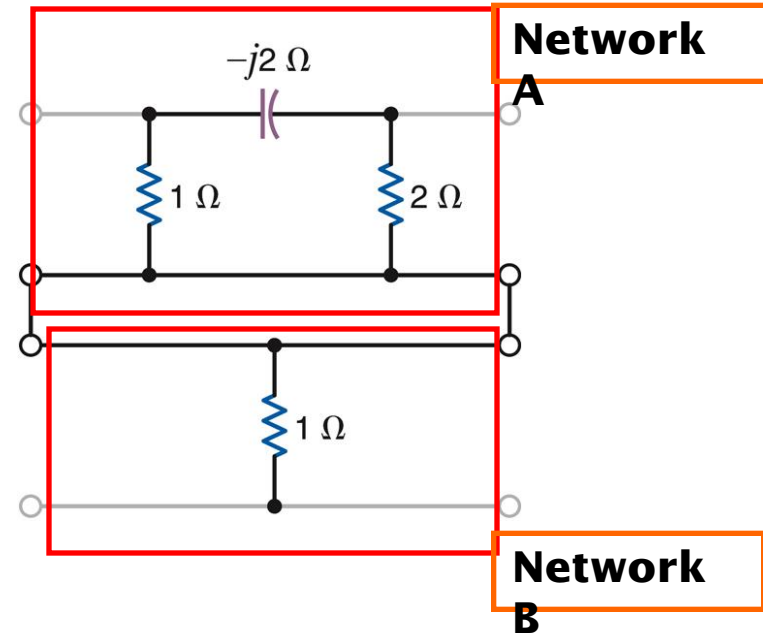 Network
A
−j2 Ω
1 Ω
2 Ω
1 Ω
Network
B